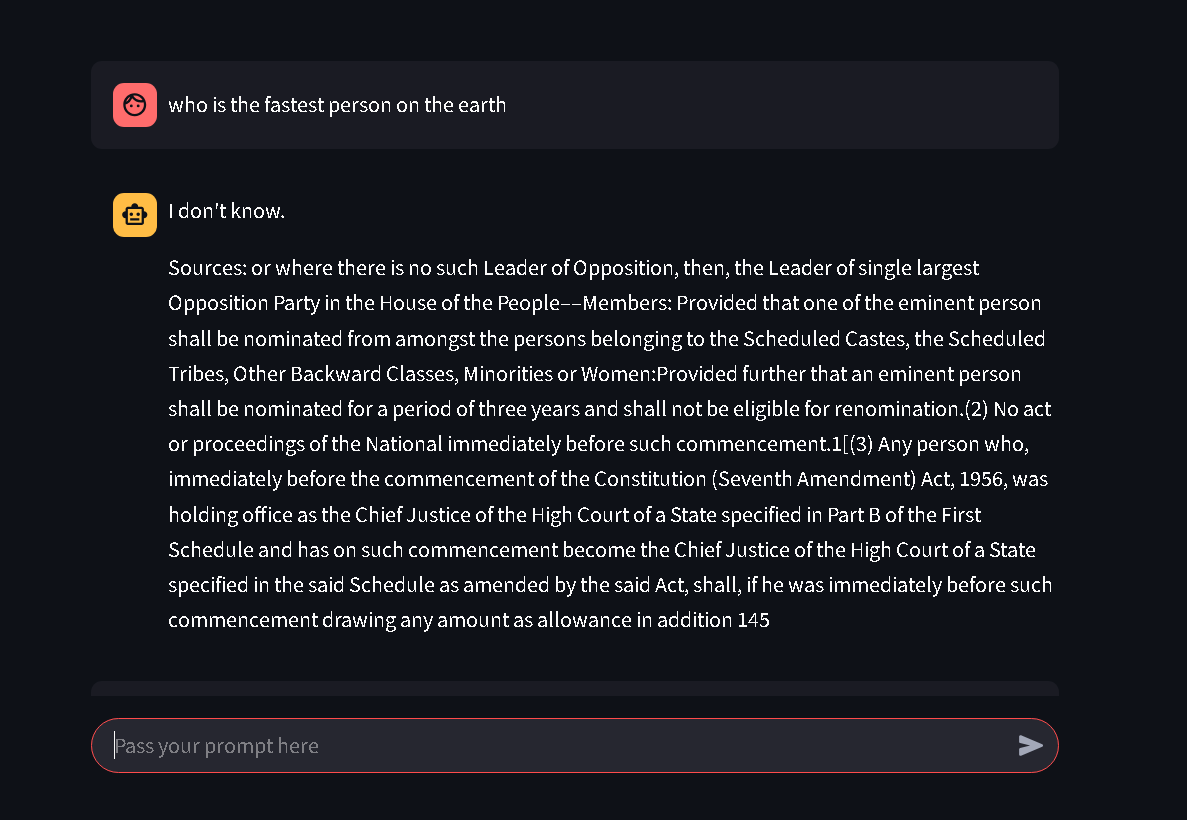 who is the fastest person on the earth
I don't know.
Sources: or where there is no such Leader of Opposition, then, the Leader of single largest
Opposition Party in the House of the People––Members: Provided that one of the eminent person
shall be nominated from amongst the persons belonging to the Scheduled Castes, the Scheduled
Tribes, Other Backward Classes, Minorities or Women:Provided further that an eminent person
shall be nominated for a period of three years and shall not be eligible for renomination.(2) No act
or proceedings of the National immediately before such commencement.1[(3) Any person who,
immediately before the commencement of the Constitution (Seventh Amendment) Act, 1956, was
holding office as the Chief Justice of the High Court of a State specified in Part B of the First
Schedule and has on such commencement become the Chief Justice of the High Court of a State
specified in the said Schedule as amended by the said Act, shall, if he was immediately before such
commencement drawing any amount as allowance in addition 145
Pass your prompt here